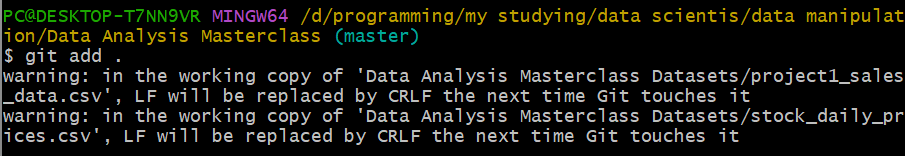 PC@DESKTOP-T7NN9VR MINGW64 /d/programming/my studying/data scientis/data manipulat
ion/Data Analysis Masterclass (master)
$ git add .
warning: in the working copy of 'Data Analysis Masterclass Datasets/project1_sales
_data.csv', LF will be replaced by CRLF the next time Git touches it
warning: in the working copy of 'Data Analysis Masterclass Datasets/stock_daily_pr
ices.csv', LF will be replaced by CRLF the next time Git touches it